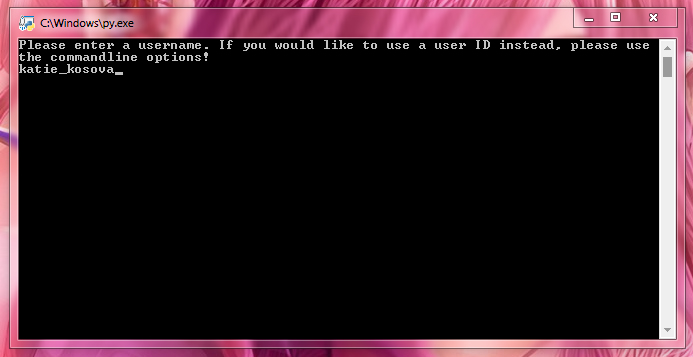 C:\Windows\py.exe
Please enter a username. If you would like to use a user ID instead, please use
the commandline options!
katie_kosova_